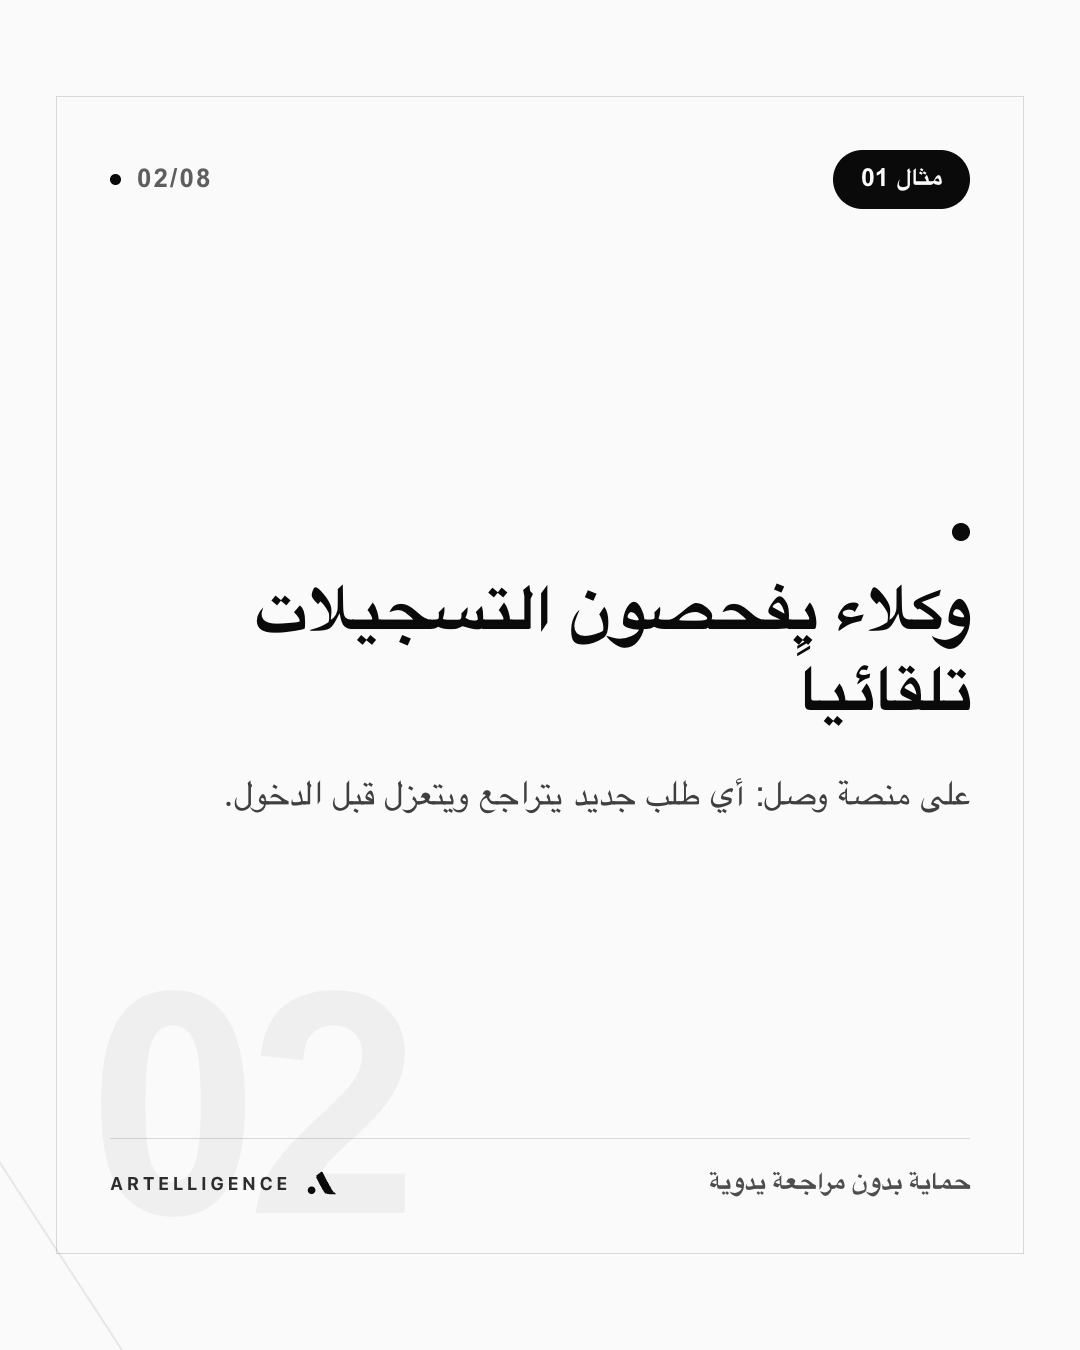 مثال 01
02/08
وكلاء يفحصون التسجيلات
تلقائياً
على منصة وصل: أي طلب جديد يتراجع ويتعزل قبل الدخول.
02
حماية بدون مراجعة يدوية
ARTELLIGENCE